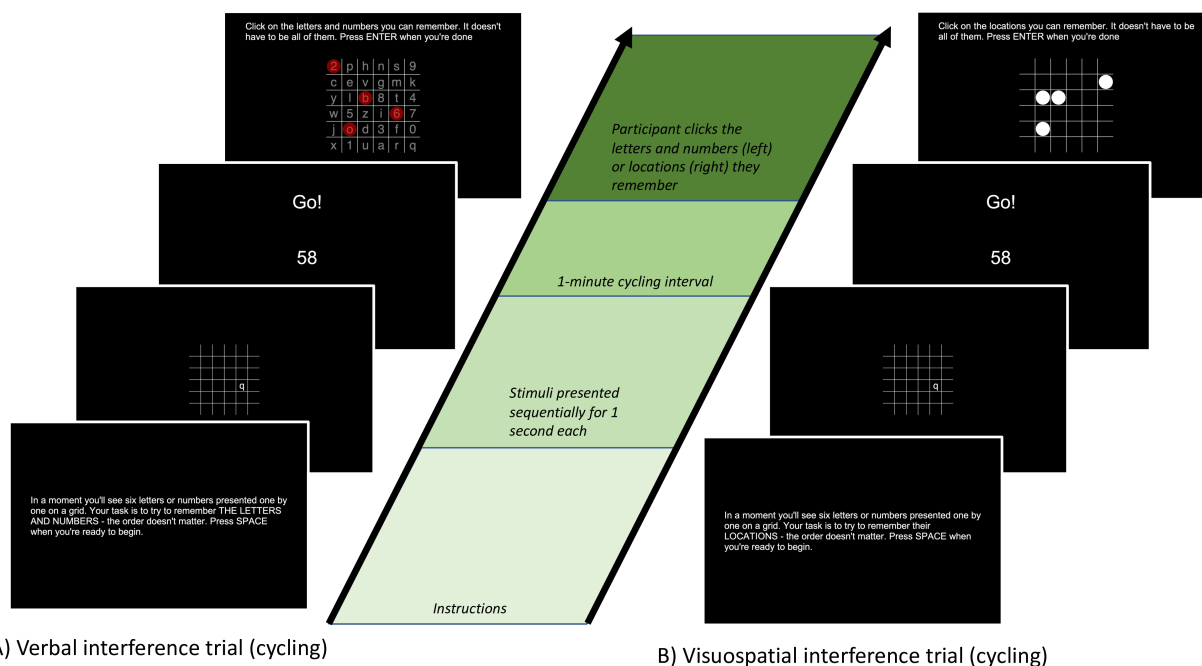 Click on the letters and numbers you can remember. It doesn't
have to be all of them. Press ENTER when you're done
2 p h n s 9
c e v g m k
y l b 8 t 4
w 5 z i 6 7
j o d 3 f 0
x 1 u a r q
Go!
58
q
In a moment you'll see six letters or numbers presented one by
one on a grid. Your task is to try to remember THE LETTERS
AND NUMBERS - the order doesn't matter. Press SPACE
when you're ready to begin.
Participant clicks the
letters and numbers (left)
or locations (right) they
remember
1-minute cycling interval
Stimuli presented
sequentially for 1
second each
Instructions
Click on the locations you can remember. It doesn't have to be
all of them. Press ENTER when you're done
Go!
58
q
In a moment you'll see six letters or numbers presented one by
one on a grid. Your task is to try to remember their
LOCATIONS - the order doesn't matter. Press SPACE when
you're ready to begin.
) Verbal interference trial (cycling)
B) Visuospatial interference trial (cycling)